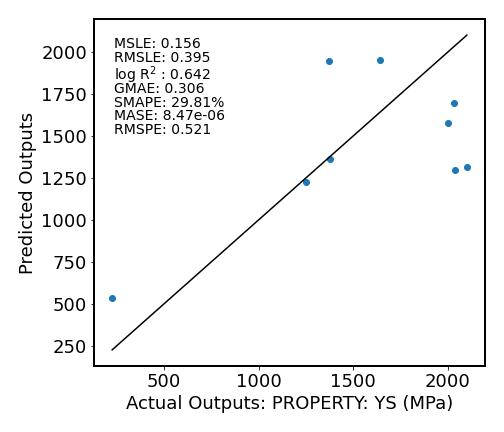 MSLE: 0.156
RMSLE: 0.395
log R² : 0.642
GMAE: 0.306
SMAPE: 29.81%
MASE: 8.47e-06
RMSPE: 0.521
2000
1750
1500
1250
1000
750
500
250
Predicted Outputs
500 1000 1500 2000
Actual Outputs: PROPERTY: YS (MPa)